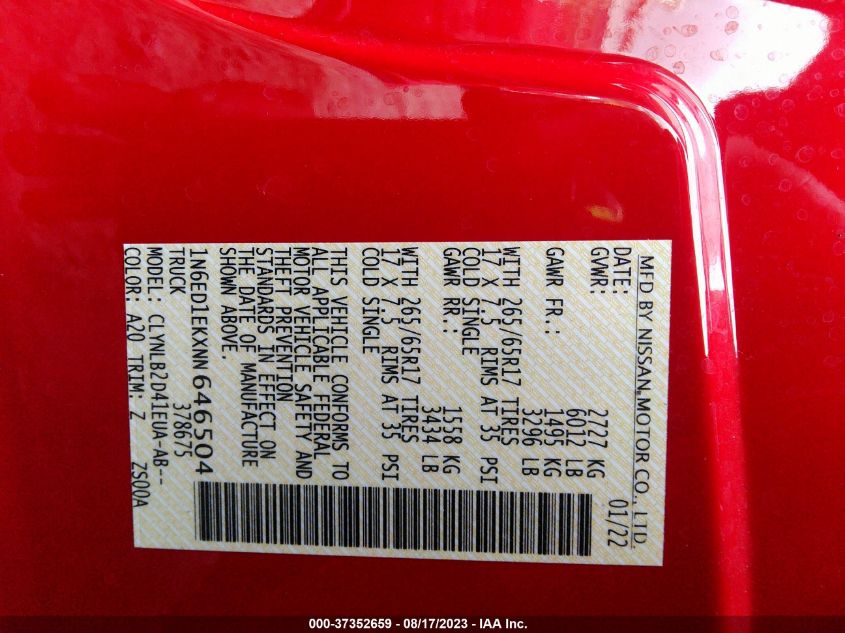 MFD BY NISSAN MOTOR CO., LTD.
DATE: 01/22
GVWR: 2727 KG
6012 LB
GAWR FR.: 1495 KG
3296 LB
WITH 265/65R17 TIRES
17 X 7.5 RIMS AT 35 PSI
COLD SINGLE
GAWR RR.: 1558 KG
3434 LB
WITH 265/65R17 TIRES
17 X 7.5 RIMS AT 35 PSI
COLD SINGLE
THIS VEHICLE CONFORMS TO
ALL APPLICABLE FEDERAL
MOTOR VEHICLE SAFETY AND
THEFT PREVENTION
STANDARDS IN EFFECT ON
THE DATE OF MANUFACTURE
SHOWN ABOVE.
1N6ED1EKXNN646504
TRUCK 378675
MODEL: CLYNLB2D41EUA-AB--
COLOR: A20 TRIM: Z ZS00A
000-37352659 - 08/17/2023 - IAA Inc.